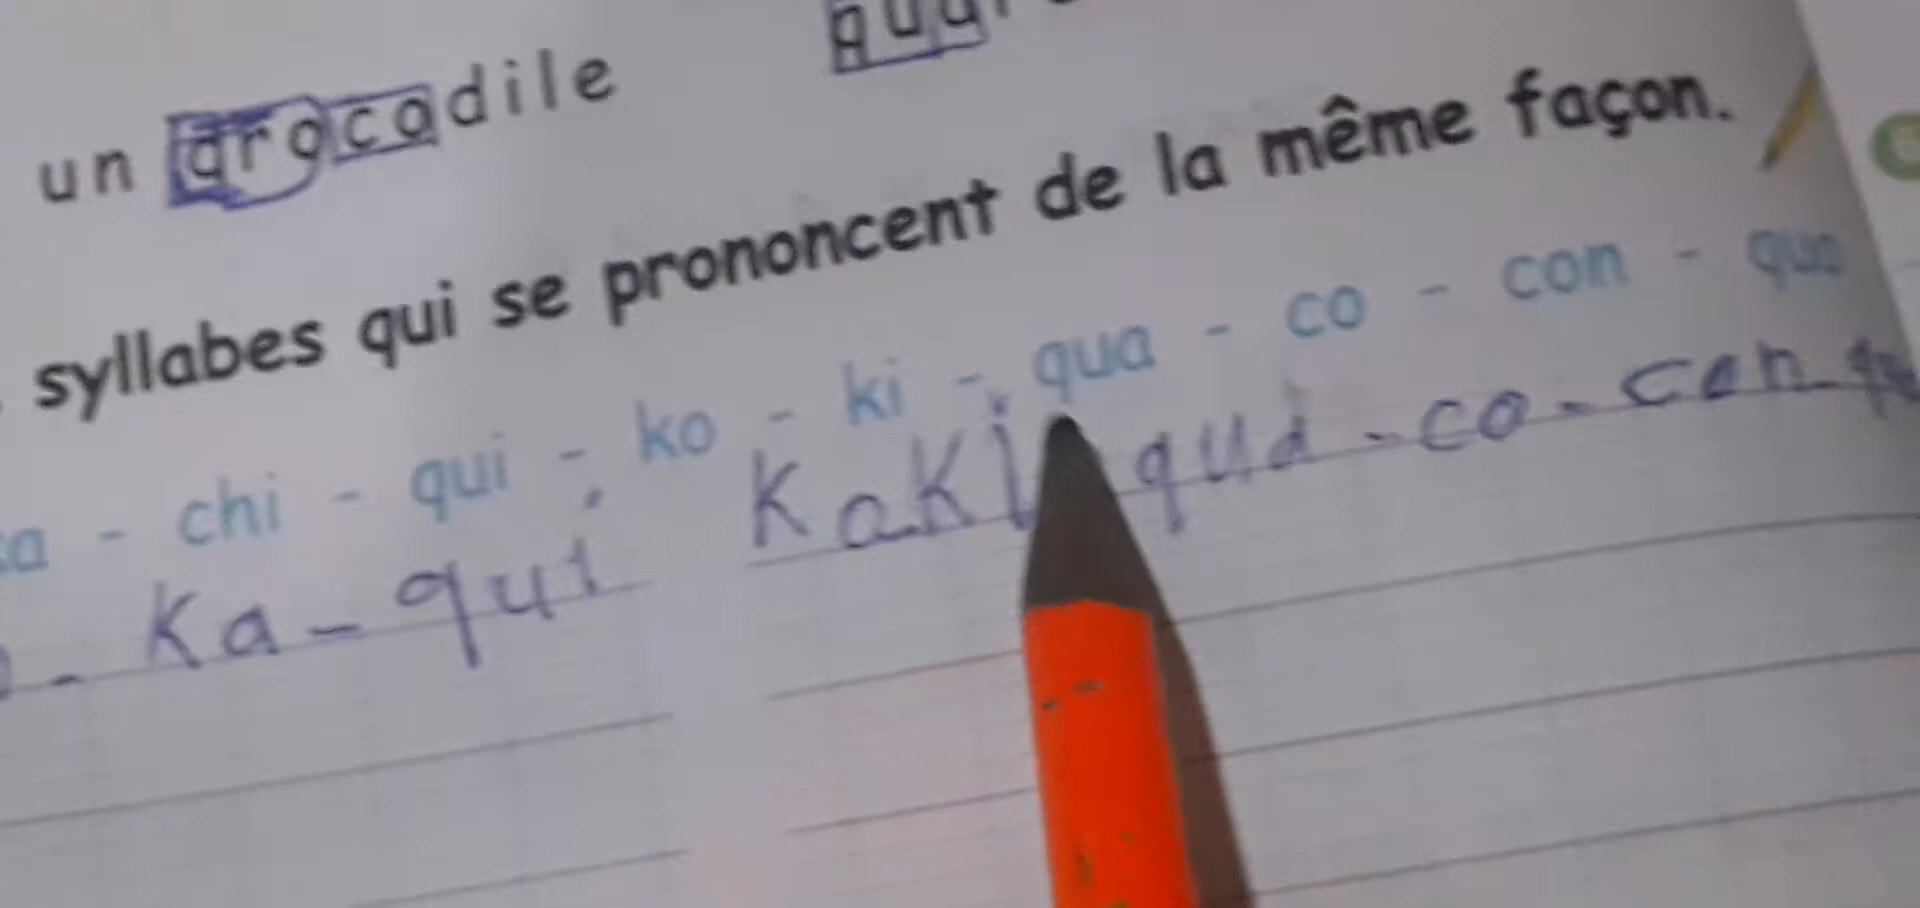 un crocodile
syllabes qui se prononcent de la même façon.
- chi - qui - ko - ki - qua - co - con - que
- Ka - qui KaKi qua - co - con